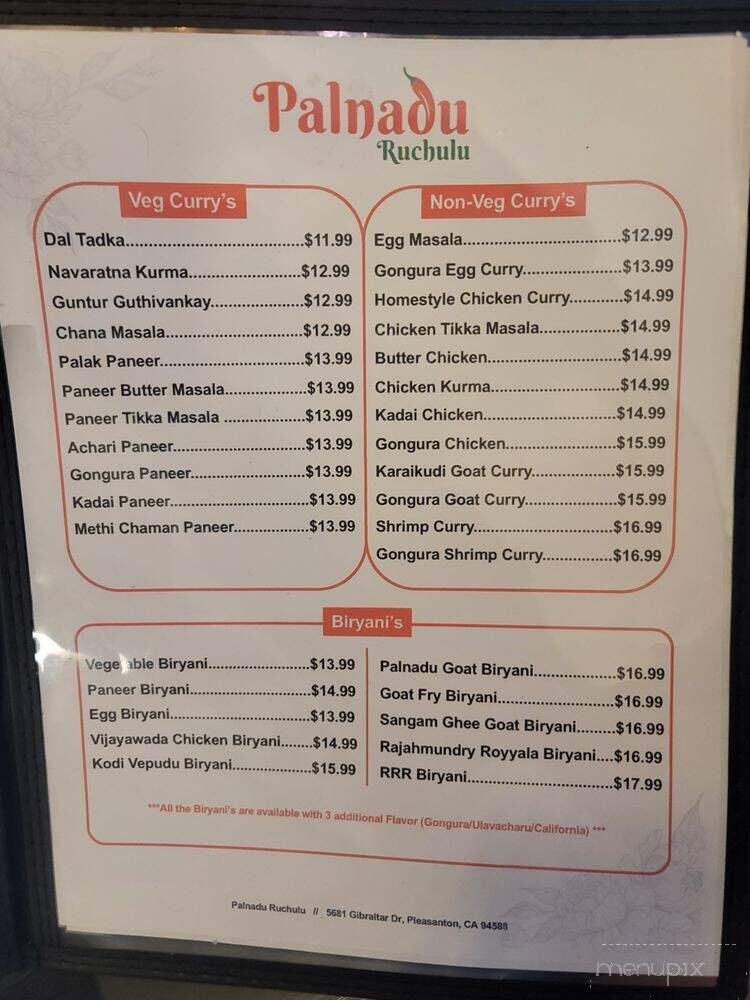 Palnadu
Ruchulu
Veg Curry's
Dal Tadka..............................$11.99
Navaratna Kurma...................$12.99
Guntur Guthivankay................$12.99
Chana Masala........................$12.99
Palak Paneer.........................$13.99
Paneer Butter Masala..............$13.99
Paneer Tikka Masala ..............$13.99
Achari Paneer.......................$13.99
Gongura Paneer....................$13.99
Kadai Paneer........................$13.99
Methi Chaman Paneer.............$13.99
Non-Veg Curry's
Egg Masala...........................$12.99
Gongura Egg Curry.................$13.99
Homestyle Chicken Curry.........$14.99
Chicken Tikka Masala..............$14.99
Butter Chicken.......................$14.99
Chicken Kurma......................$14.99
Kadai Chicken.......................$14.99
Gongura Chicken...................$15.99
Karaikudi Goat Curry..............$15.99
Gongura Goat Curry...............$15.99
Shrimp Curry........................$16.99
Gongura Shrimp Curry............$16.99
Biryani's
Vegetable Biryani...................$13.99
Paneer Biryani......................$14.99
Egg Biryani..........................$13.99
Vijayawada Chicken Biryani......$14.99
Kodi Vepudu Biryani..............$15.99
Palnadu Goat Biryani..............$16.99
Goat Fry Biryani....................$16.99
Sangam Ghee Goat Biryani.......$16.99
Rajahmundry Royyala Biryani....$16.99
RRR Biryani.........................$17.99
***All the Biryani's are available with 3 additional Flavor (Gongura/Ulavacharu/California) ***
Palnadu Ruchulu // 5681 Gibraltar Dr, Pleasanton, CA 94588
menupix